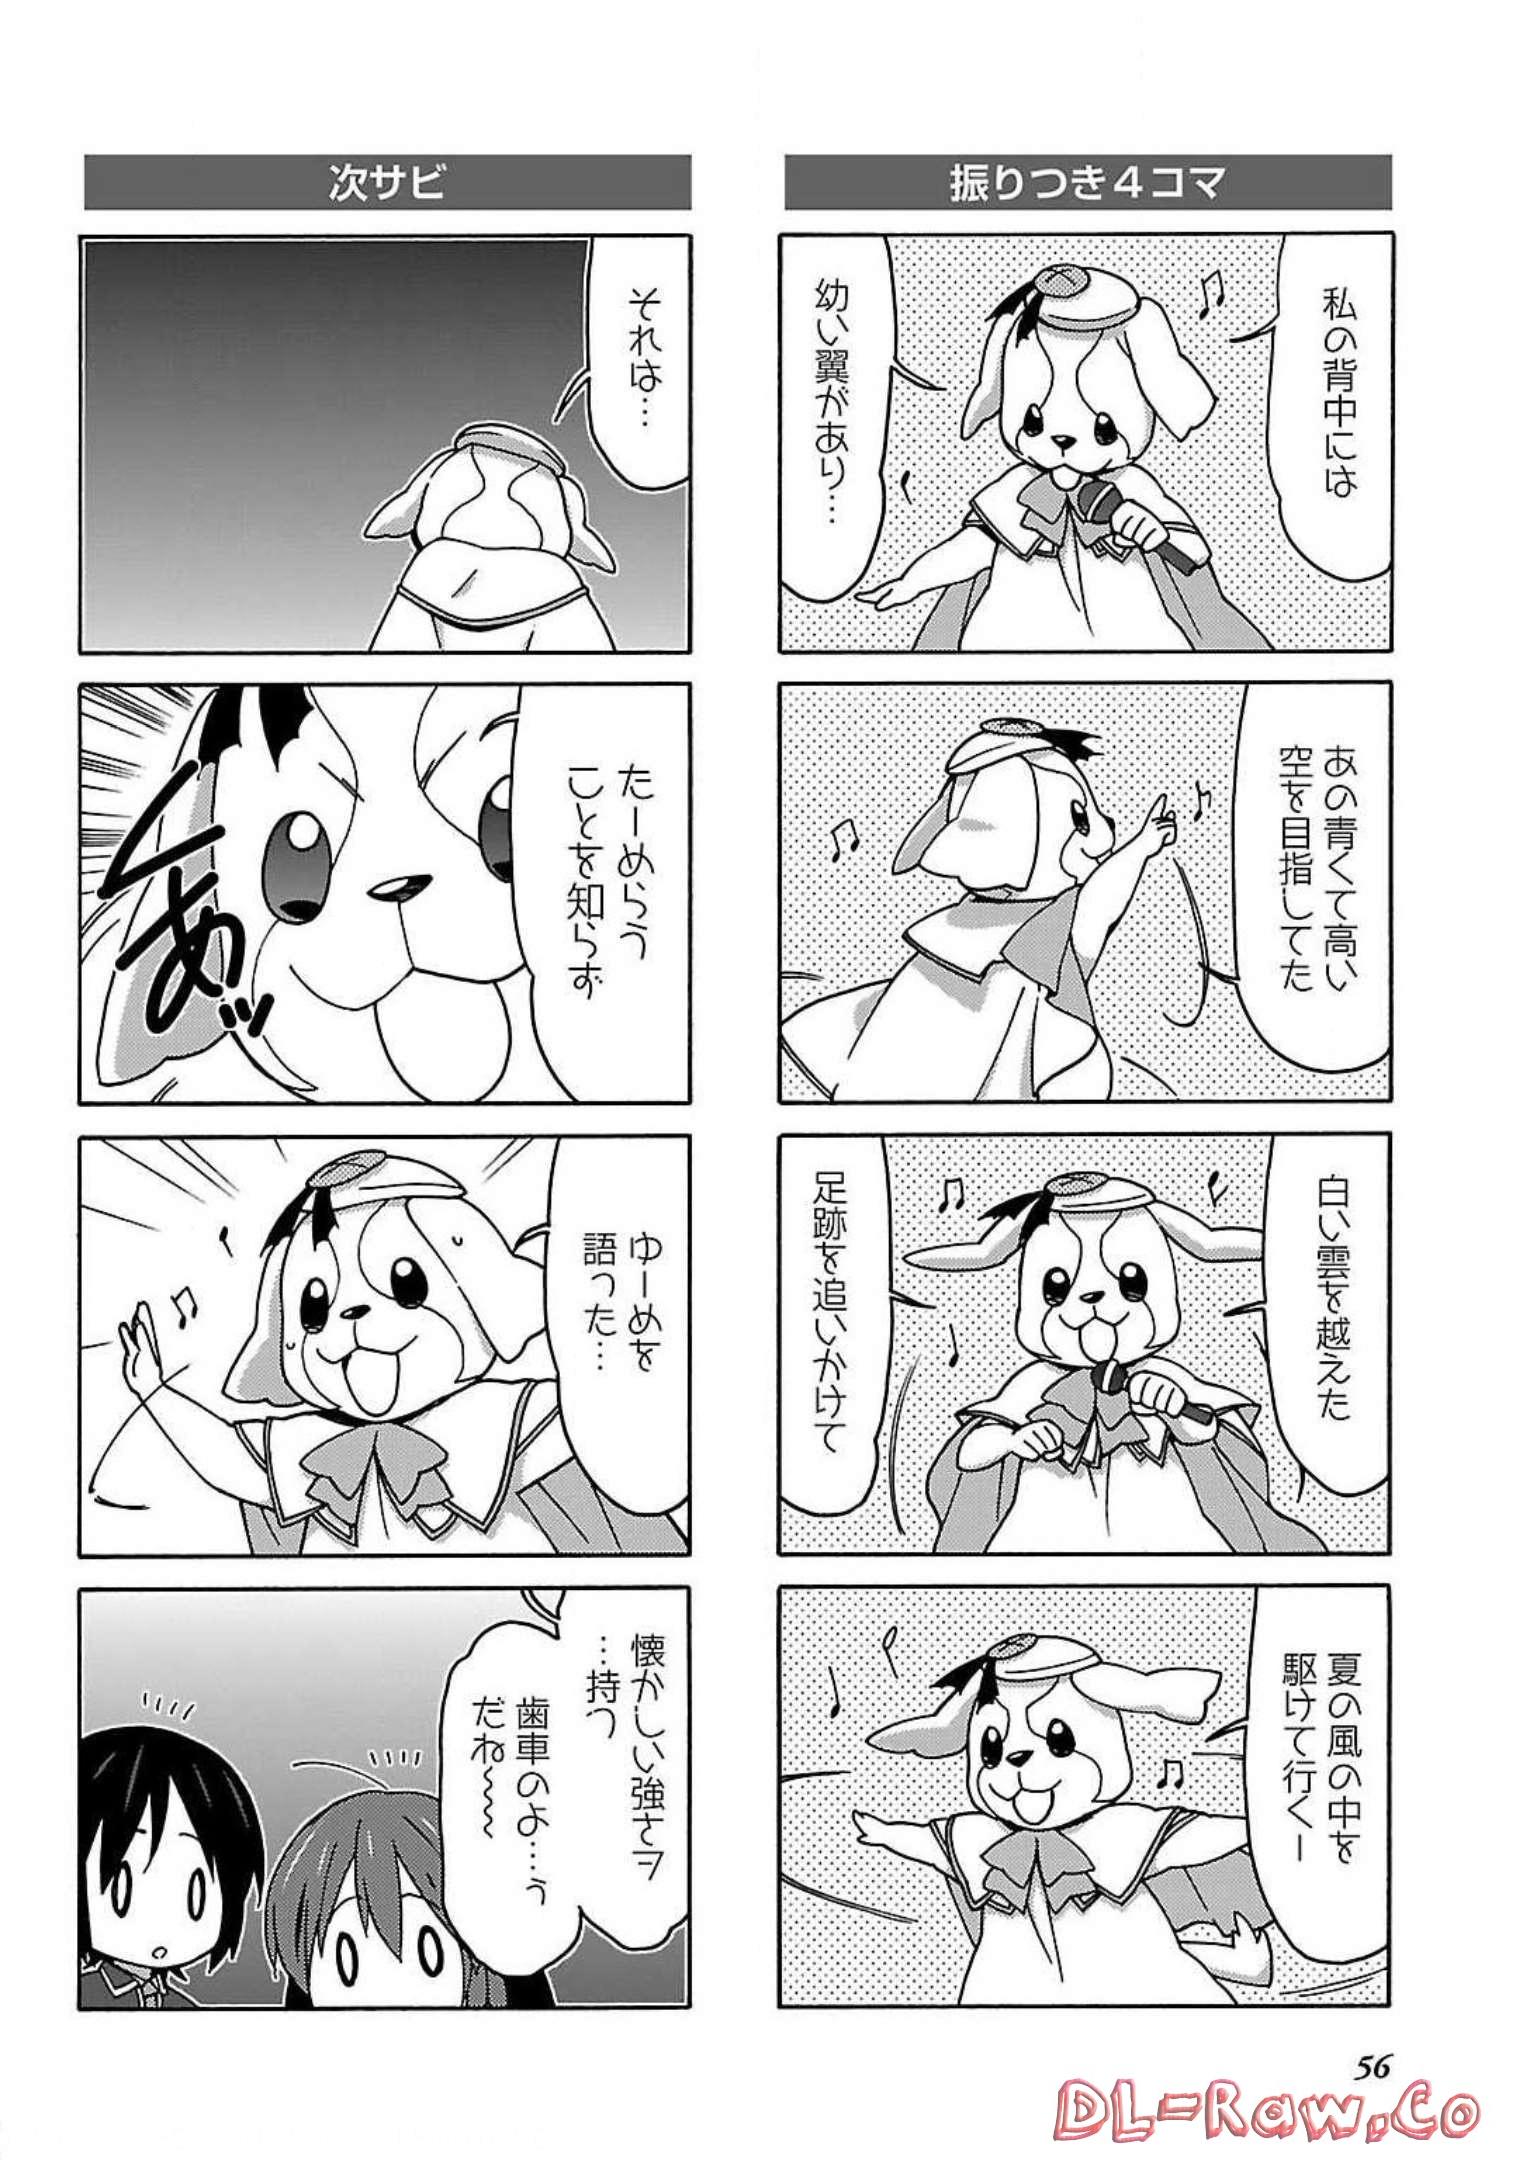 振りつき4コマ
私の背中には
幼い翼があり…
あの青くて高い
空を目指してた
白い雲を越えた
足跡を追いかけて
夏の風の中を
駆けて行くー
次サビ
それは…
たーめらう
ことを知らず
くあッ
ゆーめを
語った…
懐かしい強さヲ
…持つ
歯車のよ…う
だね～～～
56
DL-Raw.Co